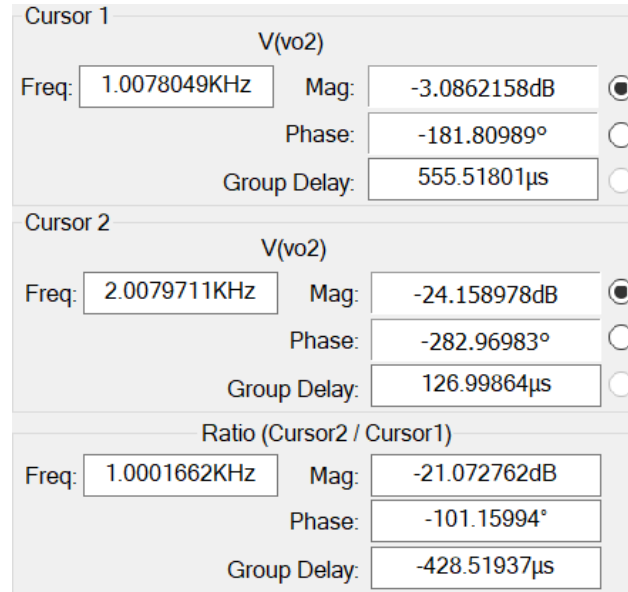 Cursor 1
V(vo2)
Freq: 1.0078049KHz Mag: -3.0862158dB
Phase: -181.80989°
Group Delay: 555.51801µs
Cursor 2
V(vo2)
Freq: 2.0079711KHz Mag: -24.158978dB
Phase: -282.96983°
Group Delay: 126.99864µs
Ratio (Cursor2 / Cursor1)
Freq: 1.0001662KHz Mag: -21.072762dB
Phase: -101.15994°
Group Delay: -428.51937µs